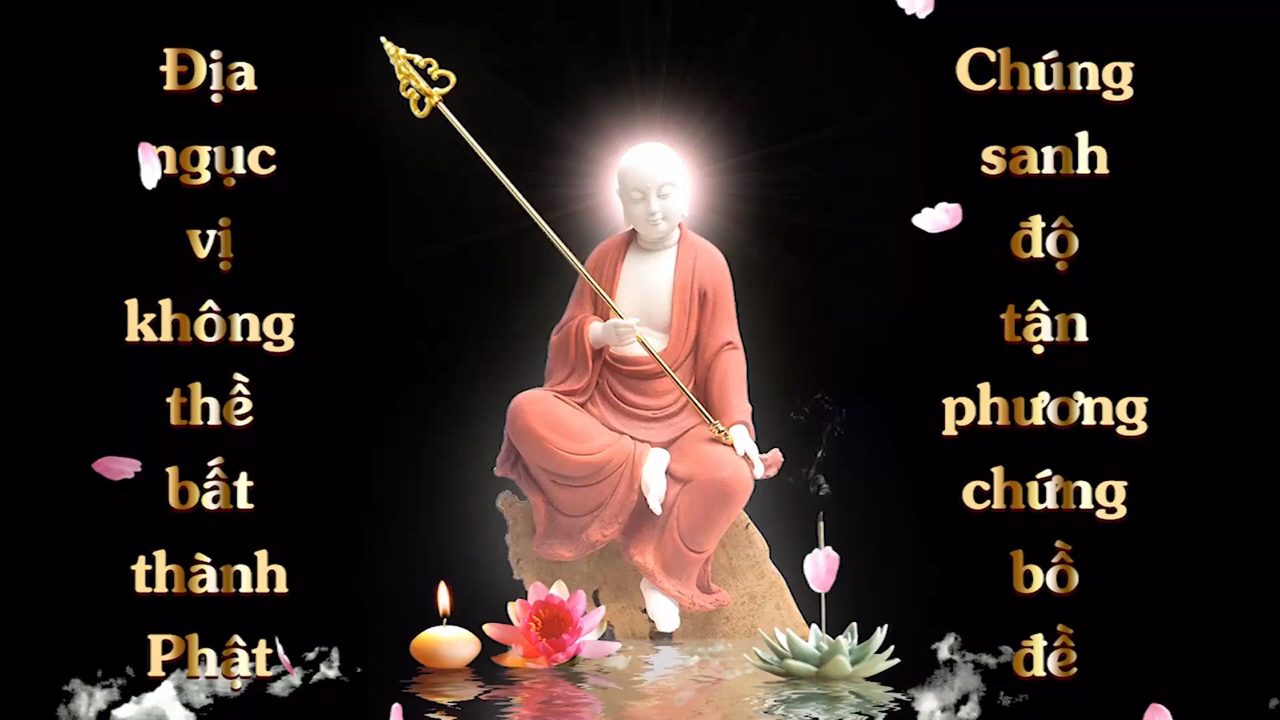 Địa
ngục
vị
không
thề
bất
thành
Phật
Chúng
sanh
độ
tận
phương
chứng
bồ
đề